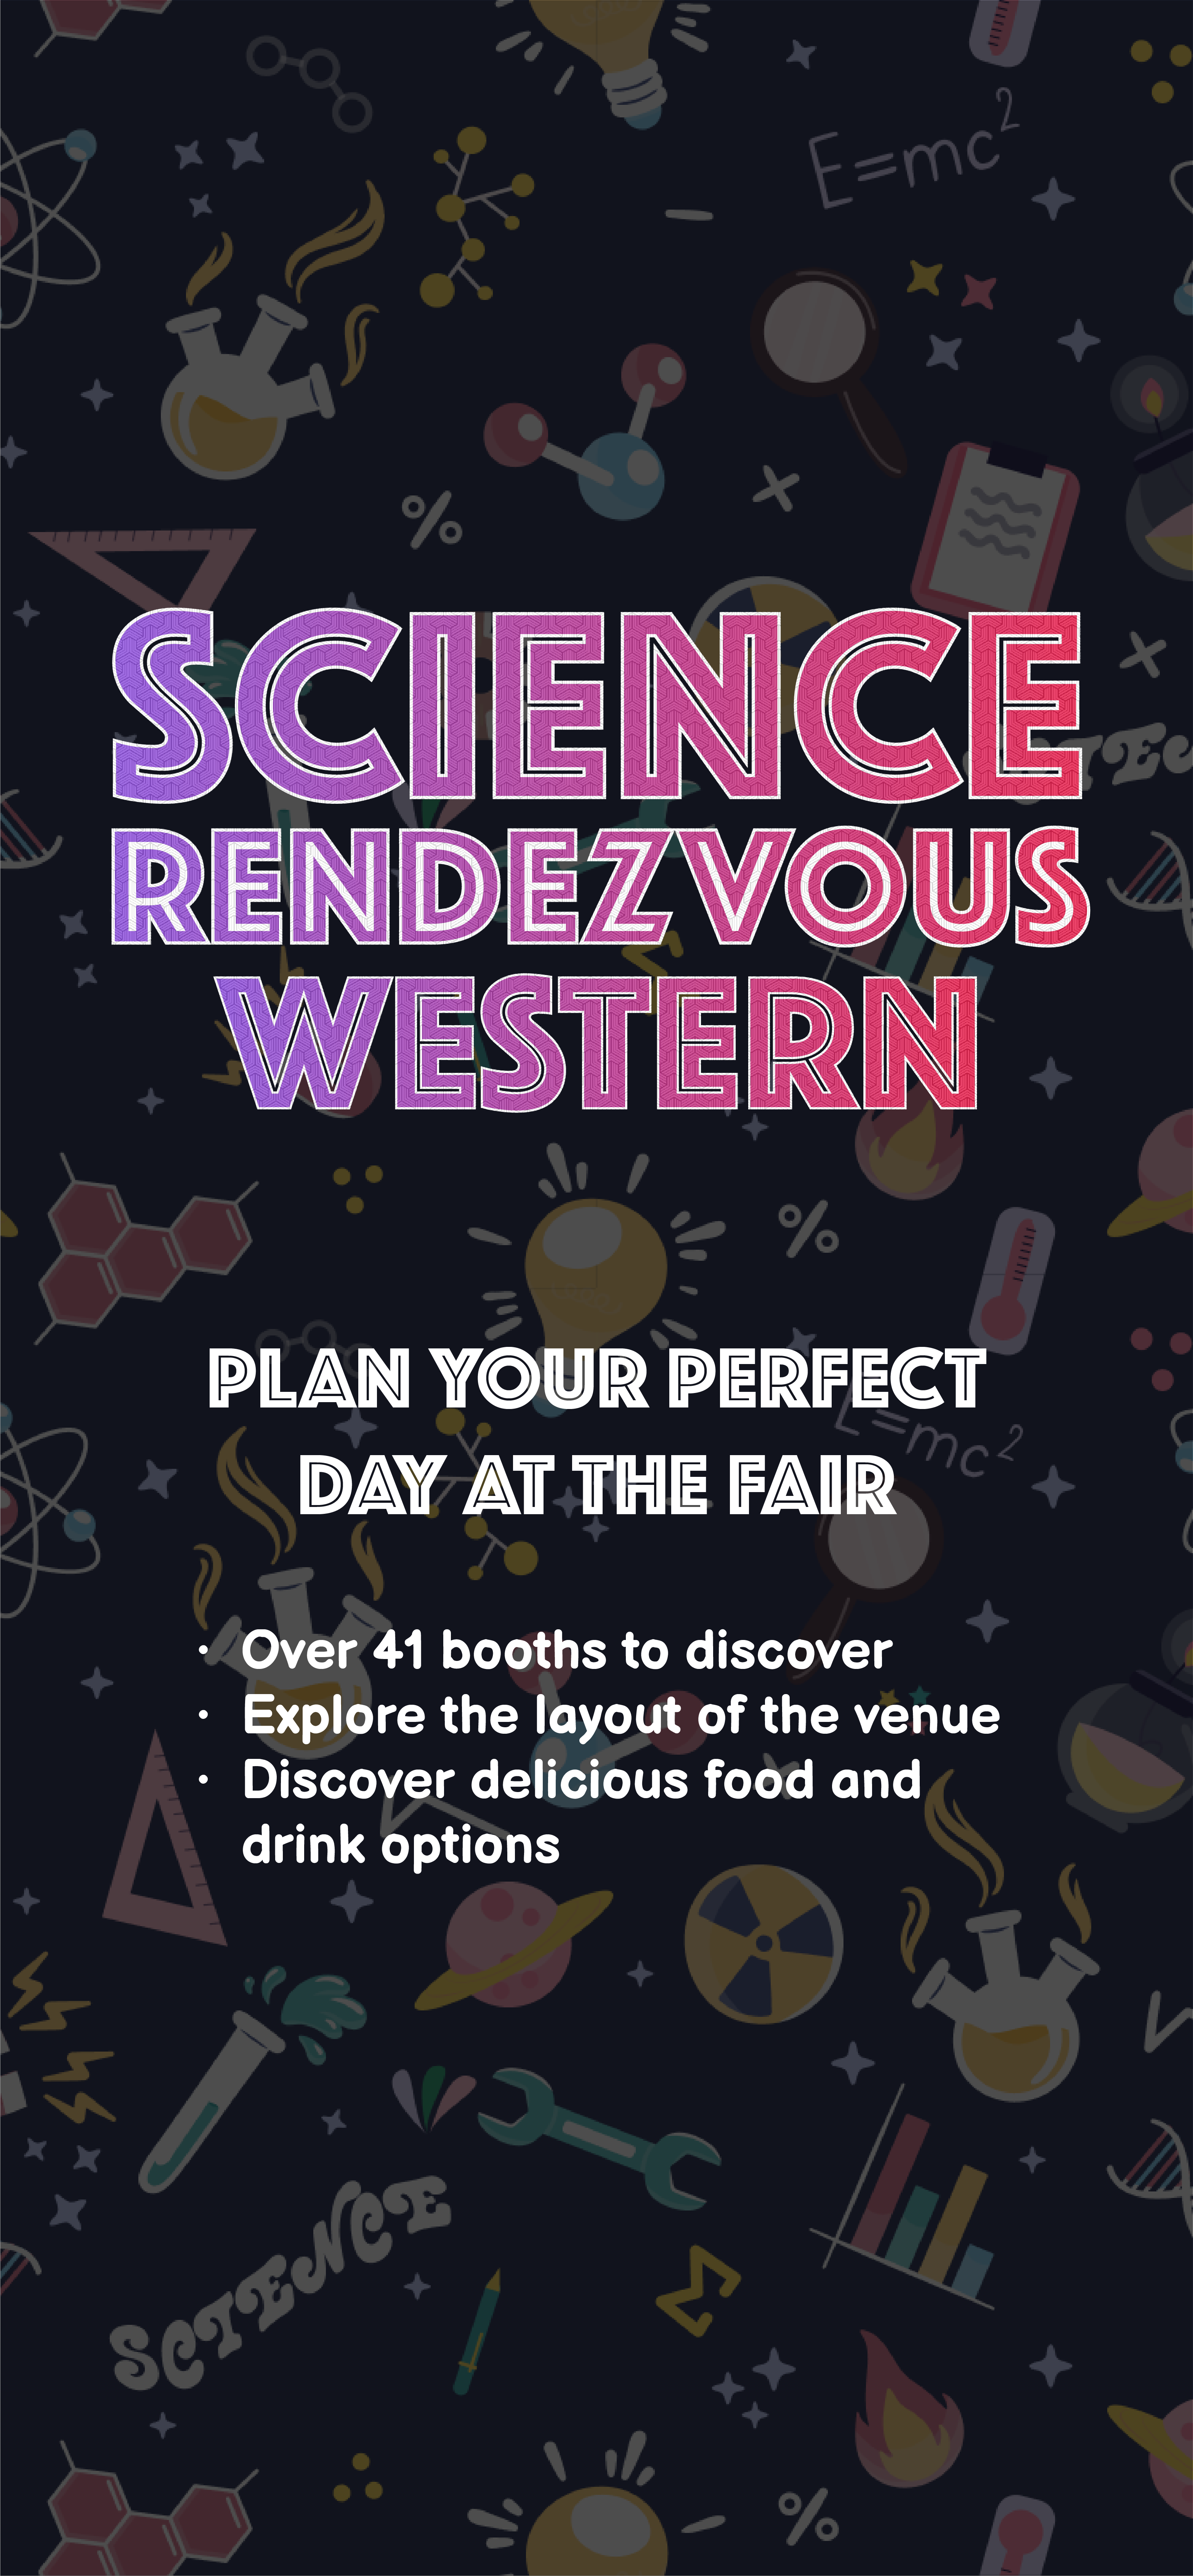 E=mc²
%
SCIENCE
RENDEZVOUS
WESTERN
%
PLAN YOUR PERFECT
E=mc²
DAY AT THE FAIR
• Over 41 booths to discover
• Explore the layout of the venue
• Discover delicious food and
drink options
SCIENCE
Σ
%